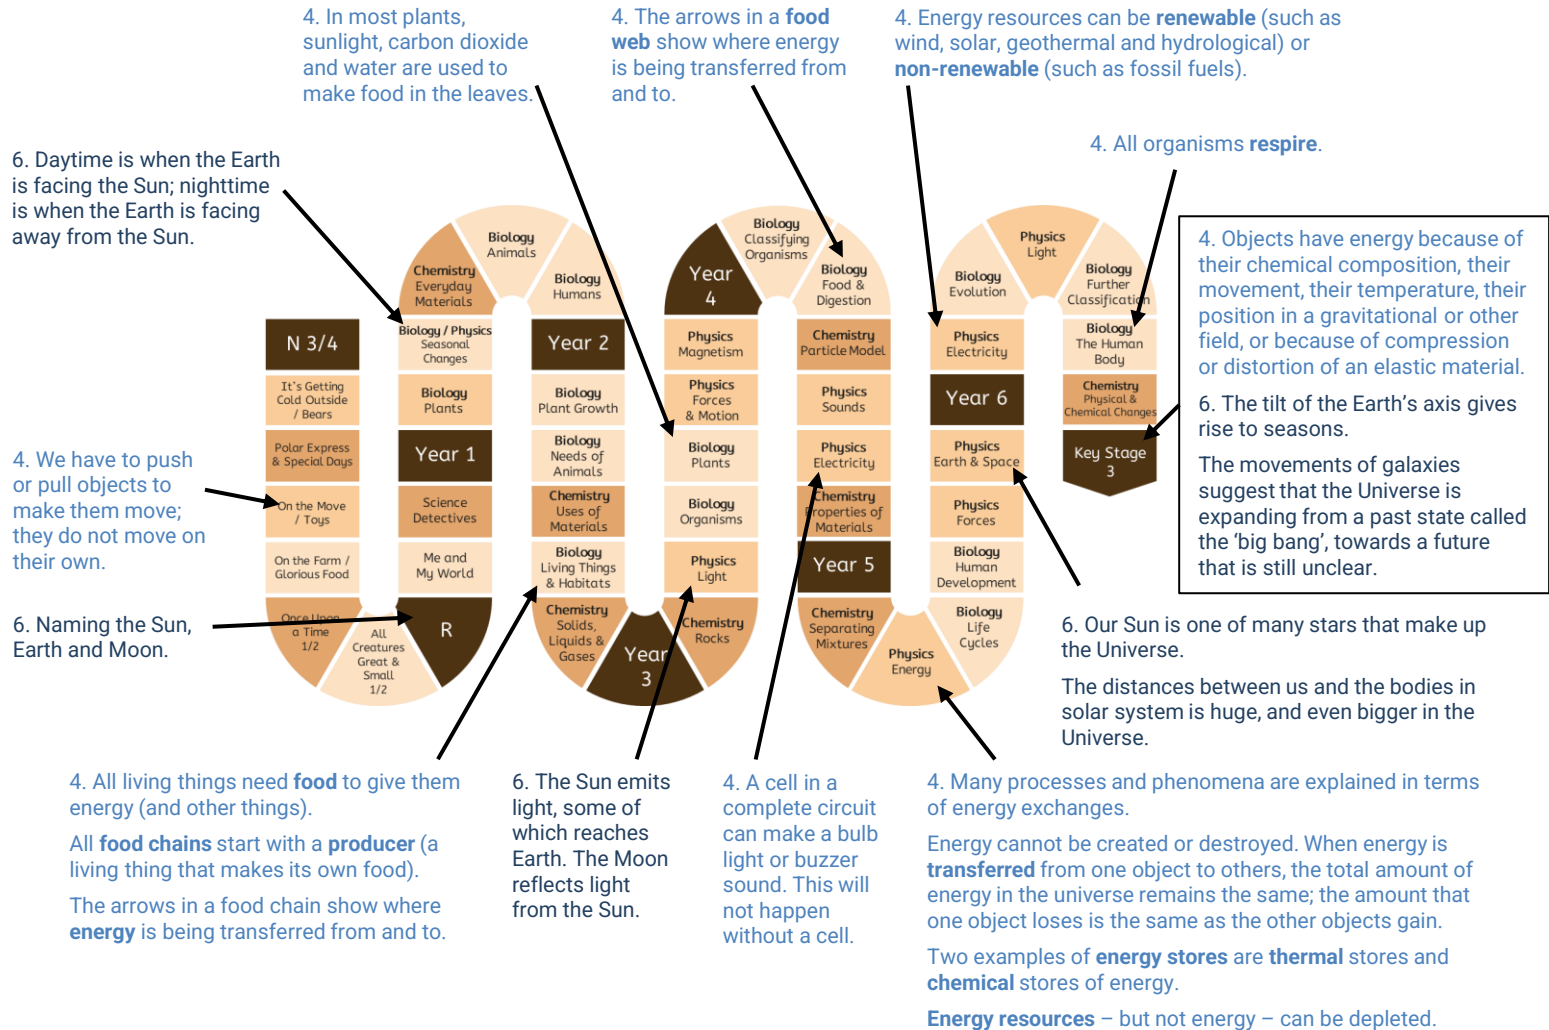 4. In most plants,
sunlight, carbon dioxide
and water are used to
make food in the leaves.
4. The arrows in a food
web show where energy
is being transferred from
and to.
4. Energy resources can be renewable (such as
wind, solar, geothermal and hydrological) or
non-renewable (such as fossil fuels).
4. All organisms respire.
6. Daytime is when the Earth
is facing the Sun; nighttime
is when the Earth is facing
away from the Sun.
4. We have to push
or pull objects to
make them move;
they do not move on
their own.
6. Naming the Sun,
Earth and Moon.
N 3/4
It's Getting
Cold Outside
/ Bears
Polar Express
& Special Days
On the Move
/ Toys
On the Farm /
Glorious Food
Once Upon
a Time
1/2
All
Creatures
Great &
Small
1/2
R
Me and
My World
Science
Detectives
Year 1
Biology
Plants
Biology / Physics
Seasonal
Changes
Chemistry
Everyday
Materials
Biology
Animals
Biology
Humans
Year 2
Biology
Plant Growth
Biology
Needs of
Animals
Chemistry
Uses of
Materials
Biology
Living Things
& Habitats
Chemistry
Solids,
Liquids &
Gases
Year
3
Chemistry
Rocks
Physics
Light
Biology
Organisms
Biology
Plants
Physics
Forces
& Motion
Physics
Magnetism
Year
4
Biology
Classifying
Organisms
Biology
Food &
Digestion
Chemistry
Particle Model
Physics
Sounds
Physics
Electricity
Chemistry
Properties of
Materials
Year 5
Chemistry
Separating
Mixtures
Physics
Energy
Biology
Life
Cycles
Biology
Human
Development
Physics
Forces
Physics
Earth & Space
Year 6
Physics
Electricity
Biology
Evolution
Physics
Light
Biology
Further
Classification
Biology
The Human
Body
Chemistry
Physical &
Chemical Changes
Key Stage
3
4. Objects have energy because of
their chemical composition, their
movement, their temperature, their
position in a gravitational or other
field, or because of compression
or distortion of an elastic material.
6. The tilt of the Earth's axis gives
rise to seasons.
The movements of galaxies
suggest that the Universe is
expanding from a past state called
the 'big bang', towards a future
that is still unclear.
6. Our Sun is one of many stars that make up
the Universe.
The distances between us and the bodies in
solar system is huge, and even bigger in the
Universe.
4. All living things need food to give them
energy (and other things).
All food chains start with a producer (a
living thing that makes its own food).
The arrows in a food chain show where
energy is being transferred from and to.
6. The Sun emits
light, some of
which reaches
Earth. The Moon
reflects light
from the Sun.
4. A cell in a
complete circuit
can make a bulb
light or buzzer
sound. This will
not happen
without a cell.
4. Many processes and phenomena are explained in terms
of energy exchanges.
Energy cannot be created or destroyed. When energy is
transferred from one object to others, the total amount of
energy in the universe remains the same; the amount that
one object loses is the same as the other objects gain.
Two examples of energy stores are thermal stores and
chemical stores of energy.
Energy resources – but not energy – can be depleted.